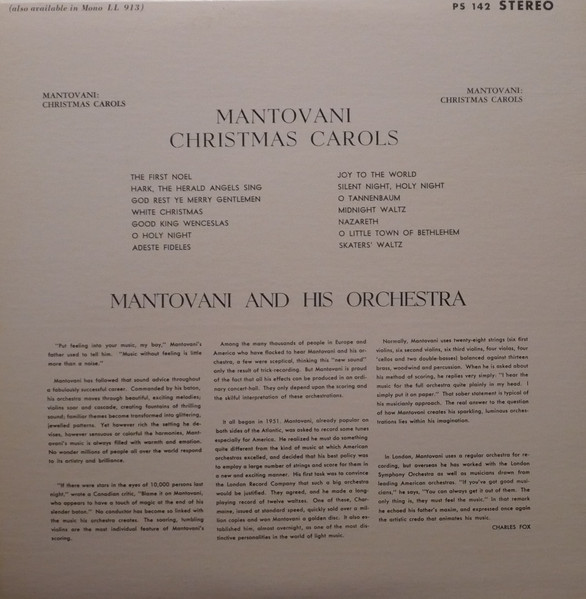 (also available in Mono LL 913)
PS 142 STEREO
MANTOVANI:
CHRISTMAS CAROLS
MANTOVANI:
CHRISTMAS CAROLS
MANTOVANI
CHRISTMAS CAROLS
THE FIRST NOEL
HARK, THE HERALD ANGELS SING
GOD REST YE MERRY GENTLEMEN
WHITE CHRISTMAS
GOOD KING WENCESLAS
O HOLY NIGHT
ADESTE FIDELES
JOY TO THE WORLD
SILENT NIGHT, HOLY NIGHT
O TANNENBAUM
MIDNIGHT WALTZ
NAZARETH
O LITTLE TOWN OF BETHLEHEM
SKATERS' WALTZ
MANTOVANI AND HIS ORCHESTRA
"Put feeling into your music, my boy," Mantovani's
father used to tell him. "Music without feeling is little
more than a noise."
Mantovani has followed that sound advice throughout
a fabulously successful career. Commanded by his baton,
his orchestra moves through beautiful, exciting melodies;
violins soar and cascade, creating fountains of thrilling
sound; familiar themes become transformed into glittering,
jewelled patterns. Yet however rich the setting he de-
vises, however sensuous or colorful the harmonies, Mant-
ovani's music is always filled with warmth and emotion.
No wonder millions of people all over the world respond
to its artistry and brilliance.
"If there were stars in the eyes of 10,000 persons last
night," wrote a Canadian critic, "Blame it on Mantovani,
who appears to have a touch of magic at the end of his
slender baton." No conductor has become so linked with
the music his orchestra creates. The soaring, tumbling
violins are the most individual feature of Mantovani's
scoring.
Among the many thousands of people in Europe and
America who have flocked to hear Mantovani and his or-
chestra, a few were sceptical, thinking this "new sound"
only the result of trick-recording. But Mantovani is proud
of the fact that all his effects can be produced in an ordi-
nary concert-hall. They only depend upon the scoring and
the skilful interpretation of these orchestrations.
It all began in 1951. Mantovani, already popular on
both sides of the Atlantic, was asked to record some tunes
especially for America. He realized he must do something
quite different from the kind of music at which American
orchestras excelled, and decided that his best policy was
to employ a large number of strings and score for them in
a new and exciting manner. His first task was to convince
the London Record Company that such a big orchestra
would be justified. They agreed, and he made a long-
playing record of twelve waltzes. One of these, Char-
maine, issued at standard speed, quickly sold over a mil-
lion copies and won Mantovani a golden disc. It also es-
tablished him, almost overnight, as one of the most dis-
tinctive personalities in the world of light music.
Normally, Mantovani uses twenty-eight strings (six first
violins, six second violins, six third violins, four violas, four
'cellos and two double-basses) balanced against thirteen
brass, woodwind and percussion. When he is asked about
his method of scoring, he replies very simply: "I hear the
music for the full orchestra quite plainly in my head. I
simply put it on paper." That sober statement is typical of
his musicianly approach. The real answer to the question
of how Mantovani creates his sparkling, luminous orches-
trations lies within his imagination.
In London, Mantovani uses a regular orchestra for re-
cording, but overseas he has worked with the London
Symphony Orchestra as well as musicians drawn from
leading American orchestras. "If you've got good musi-
cians," he says, "You can always get it out of them. The
only thing is, they must feel the music." In that remark
he echoed his father's maxim, and expressed once again
the artistic credo that animates his music.
CHARLES FOX